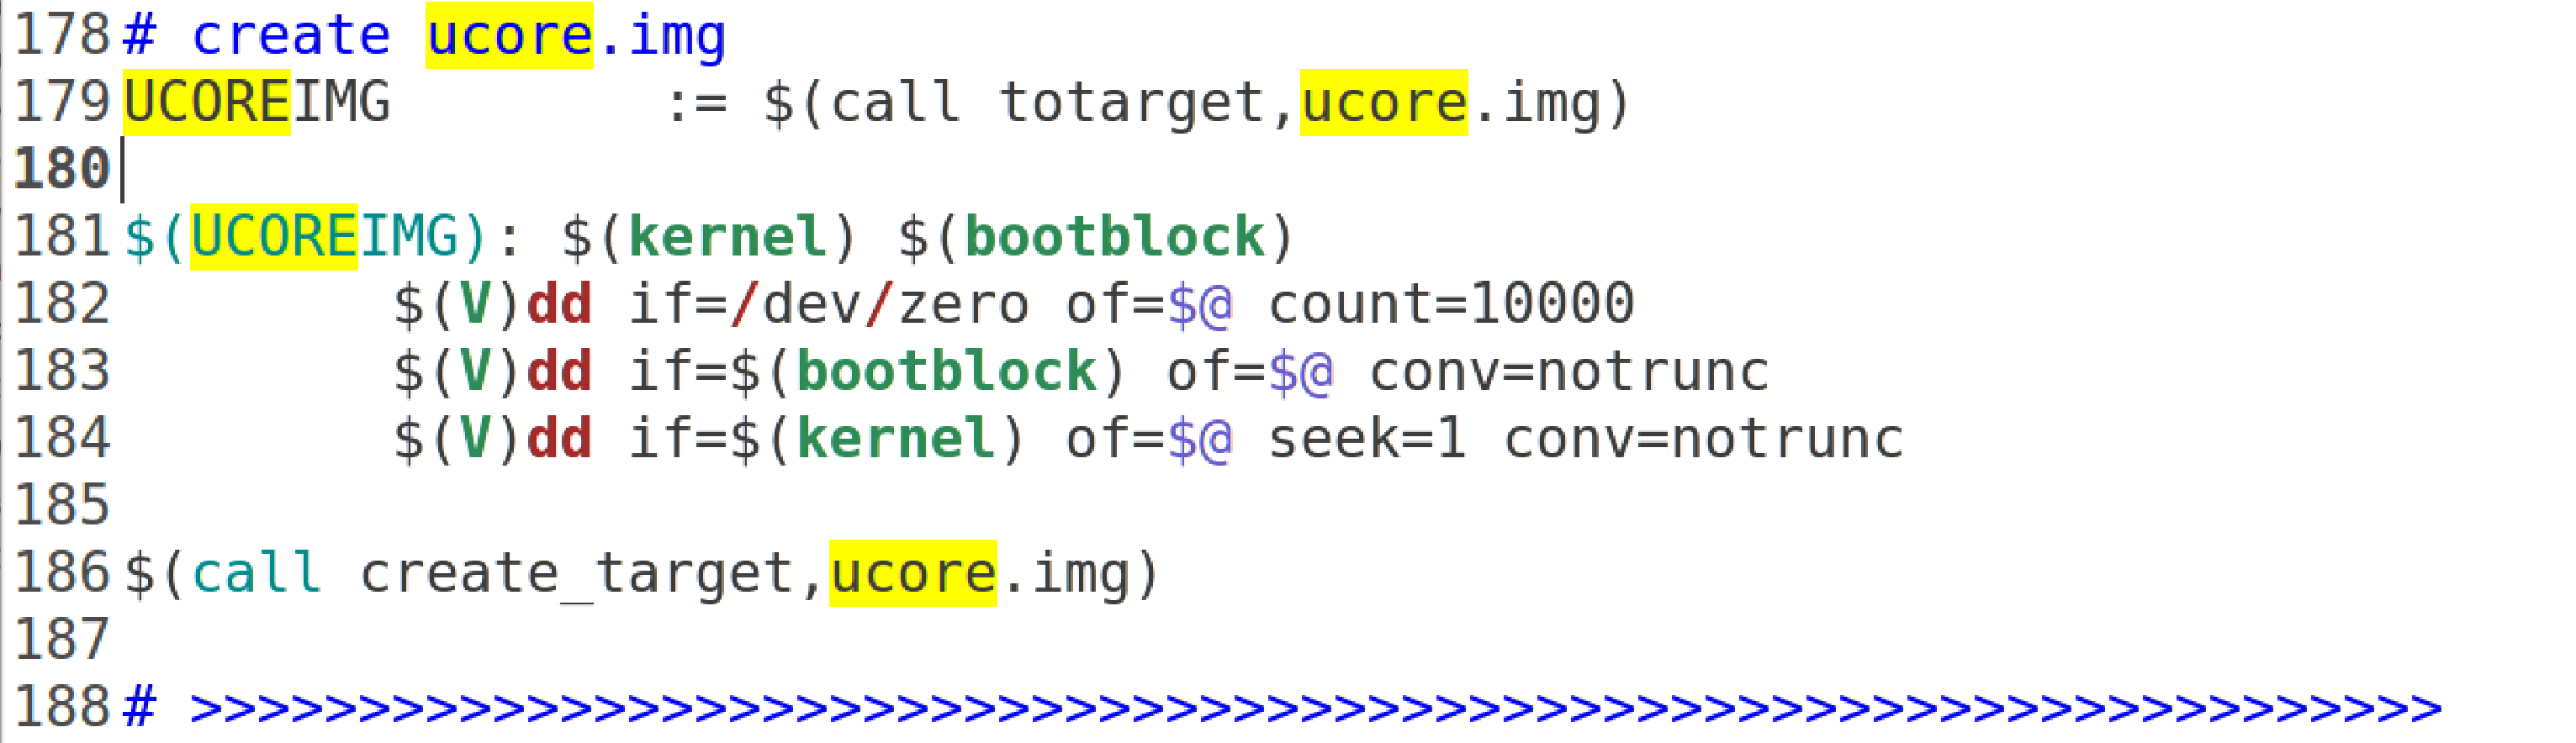 178 # create ucore.img
179 UCOREIMG := $(call totarget,ucore.img)
180
181 $(UCOREIMG): $(kernel) $(bootblock)
182 $(V)dd if=/dev/zero of=$@ count=10000
183 $(V)dd if=$(bootblock) of=$@ conv=notrunc
184 $(V)dd if=$(kernel) of=$@ seek=1 conv=notrunc
185
186 $(call create_target,ucore.img)
187
188 # >>>>>>>>>>>>>>>>>>>>>>>>>>>>>>>>>>>>>>>>>>>>>>>>>>>>>>>>>>>>>>>>>>>